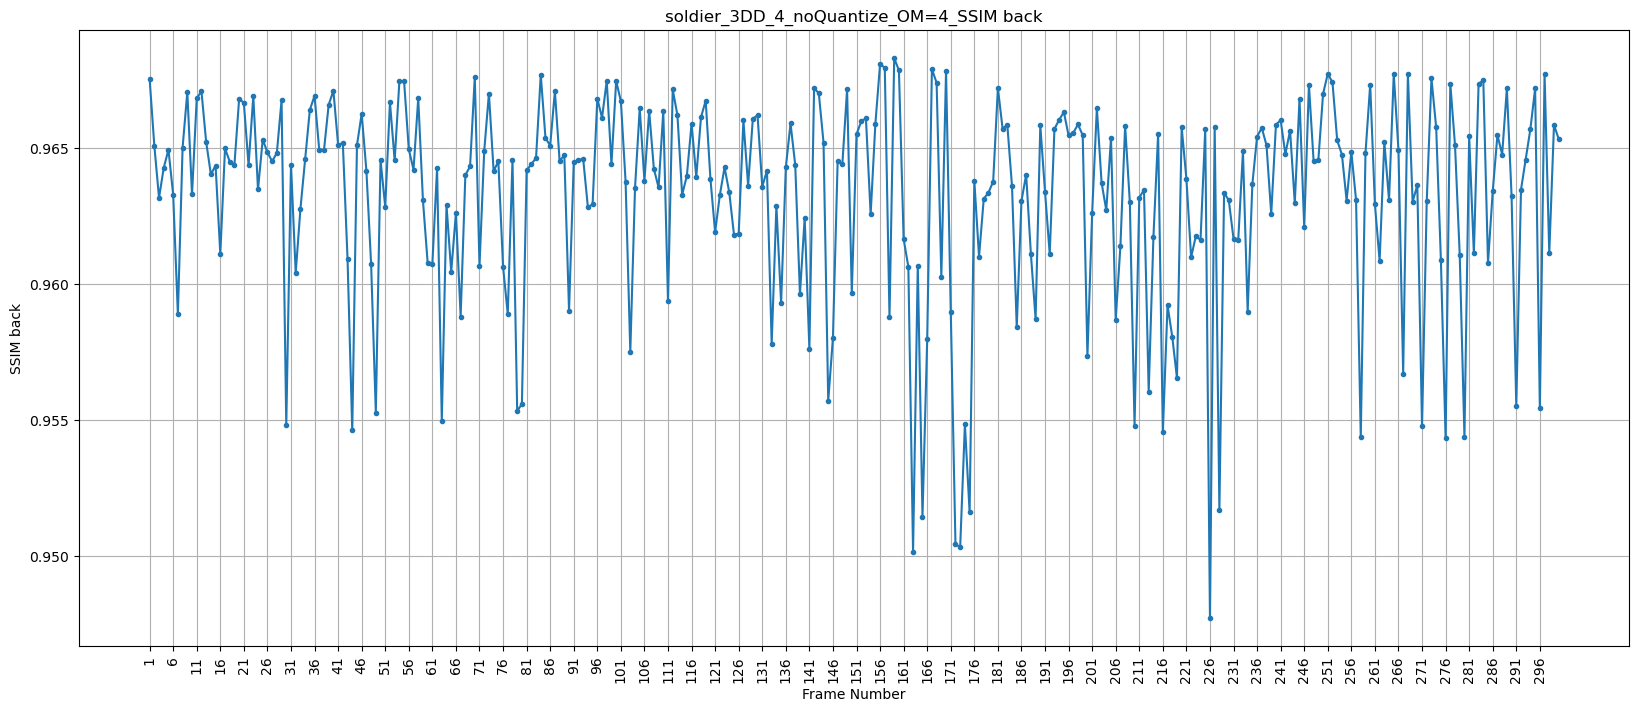 soldier_3DD_4_noQuantize_OM=4_SSIM back
SSIM back
0.965
0.960
0.955
0.950
1 6 11 16 21 26 31 36 41 46 51 56 61 66 71 76 81 86 91 96 101 106 111 116 121 126 131 136 141 146 151 156 161 166 171 176 181 186 191 196 201 206 211 216 221 226 231 236 241 246 251 256 261 266 271 276 281 286 291 296
Frame Number